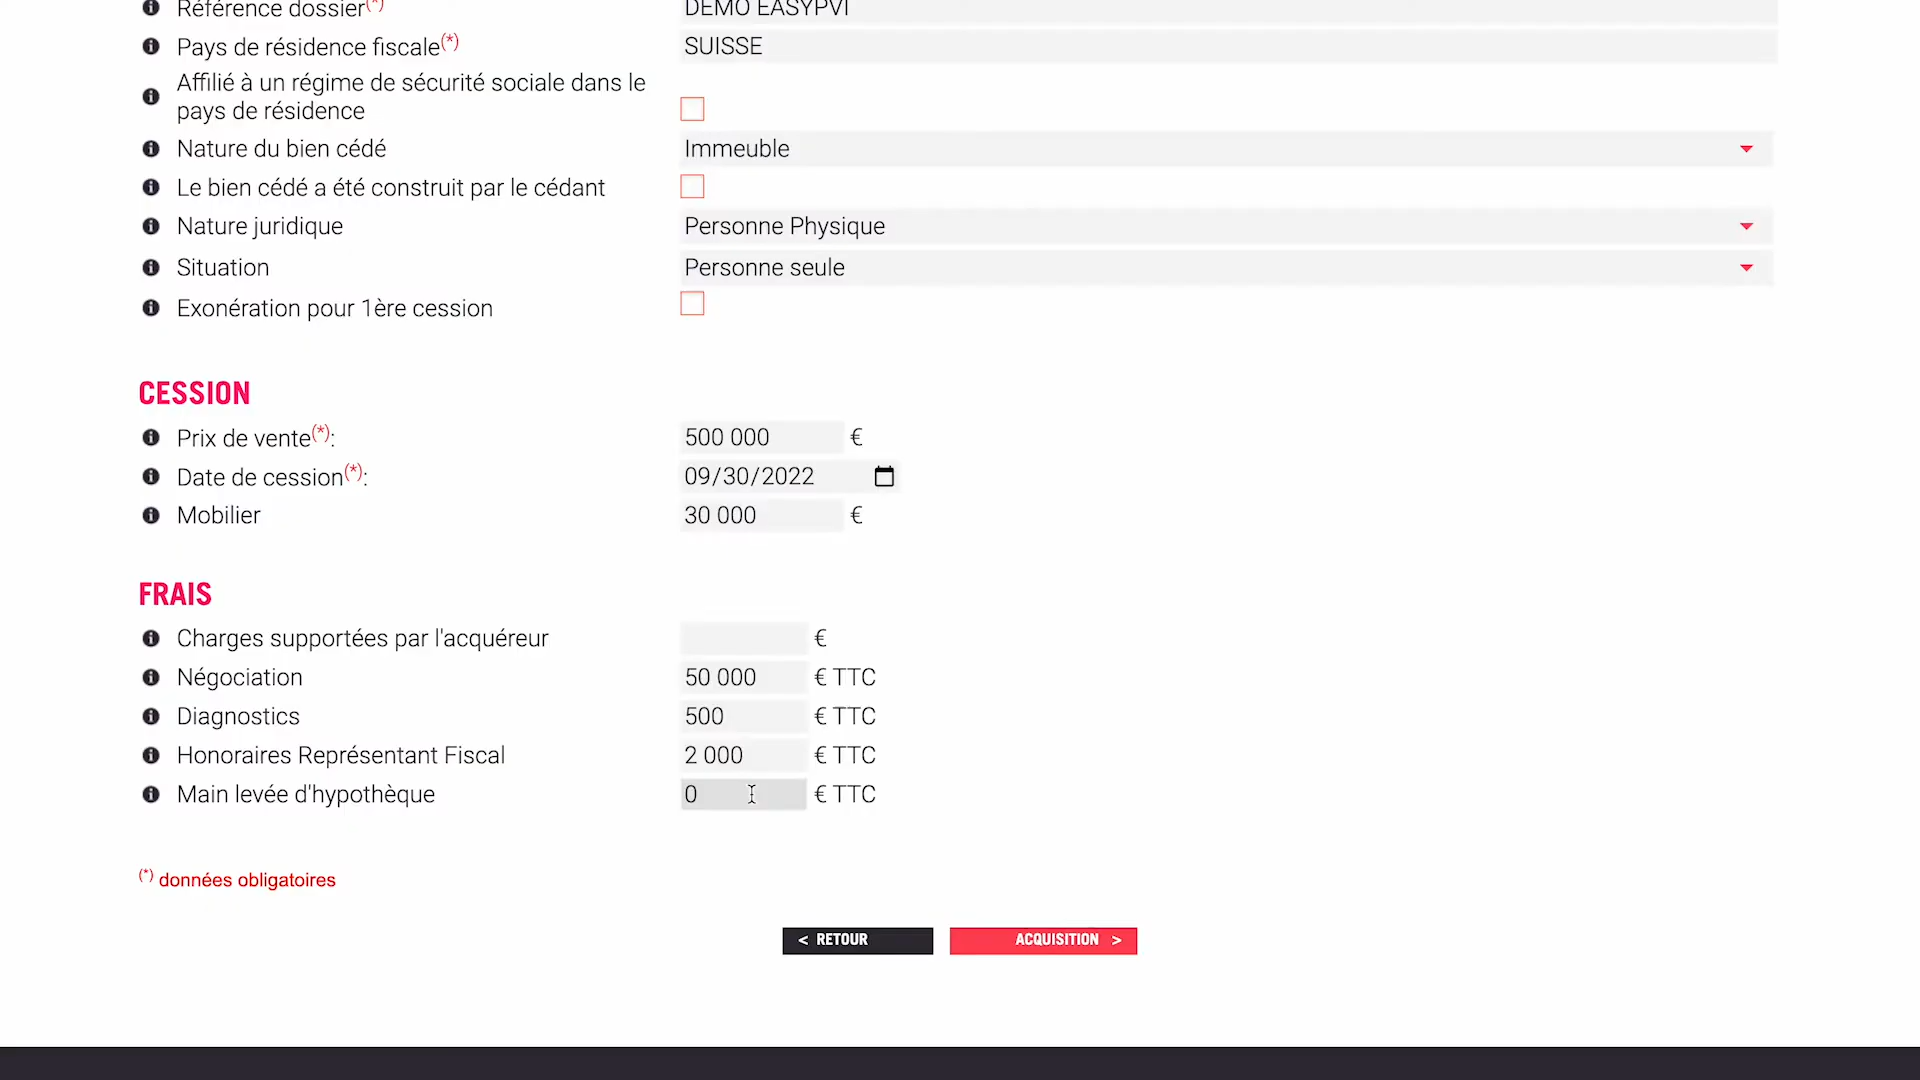 Référence dossier(*) DEMO EASYPVI
Pays de résidence fiscale(*) SUISSE
Affilié à un régime de sécurité sociale dans le
pays de résidence
Nature du bien cédé Immeuble
Le bien cédé a été construit par le cédant
Nature juridique Personne Physique
Situation Personne seule
Exonération pour 1ère cession
CESSION
Prix de vente(*): 500 000 €
Date de cession(*): 09/30/2022
Mobilier 30 000 €
FRAIS
Charges supportées par l'acquéreur €
Négociation 50 000 € TTC
Diagnostics 500 € TTC
Honoraires Représentant Fiscal 2 000 € TTC
Main levée d'hypothèque 0 € TTC
(*) données obligatoires
< RETOUR ACQUISITION >